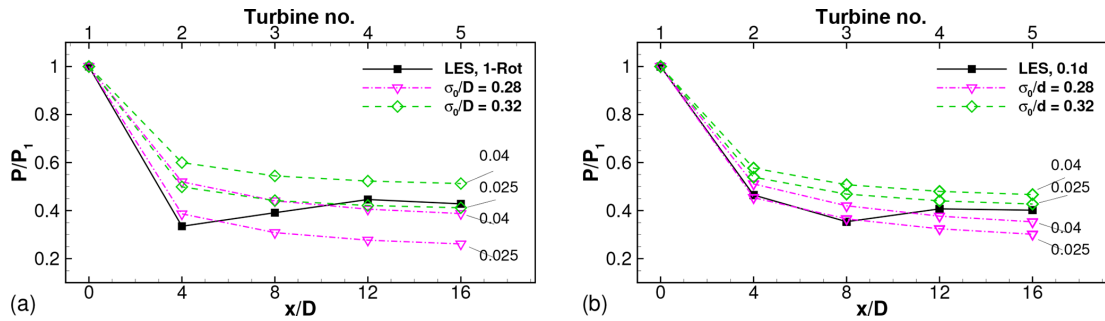 Turbine no.
1 2 3 4 5
P/P₁
1
0.8
0.6
0.4
0.2
LES, 1-Rot
σ₀/D = 0.28
σ₀/D = 0.32
0.04
0.025
0.04
0.025
0 4 8 12 16
x/D
(a)
Turbine no.
1 2 3 4 5
P/P₁
1
0.8
0.6
0.4
0.2
LES, 0.1d
σ₀/d = 0.28
σ₀/d = 0.32
0.04
0.025
0.04
0.025
0 4 8 12 16
x/D
(b)